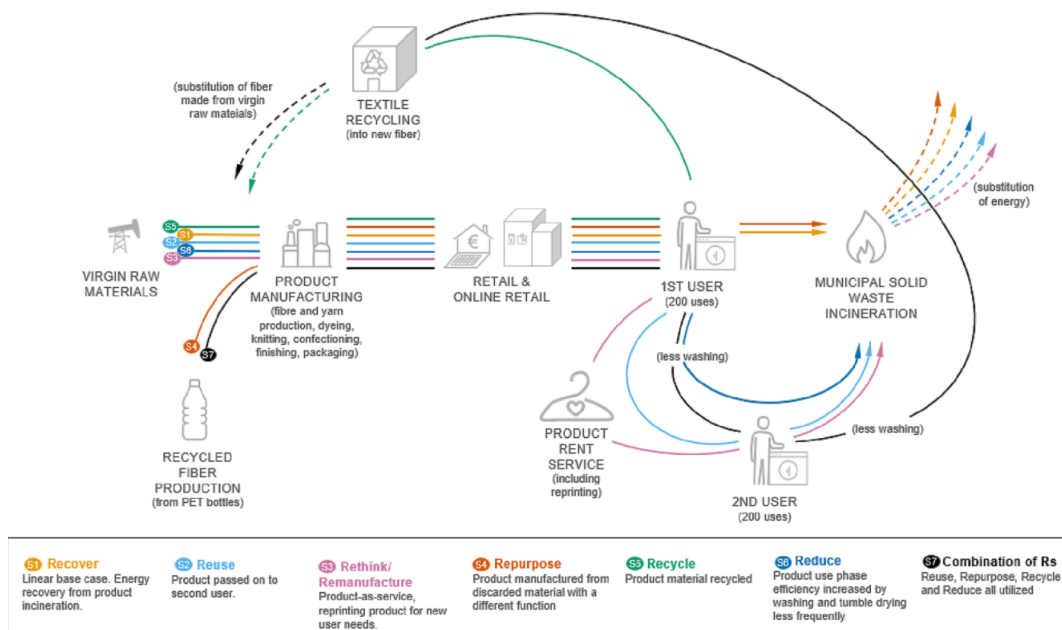 (substitution of fiber
made from virgin
raw mateials)
TEXTILE
RECYCLING
(into new fiber)
(substitution
of energy)
S5
S1
S2
S6
S3
VIRGIN RAW
MATERIALS
PRODUCT
MANUFACTURING
(fibre and yarn
production, dyeing,
knitting, confectioning,
finishing, packaging)
€
RETAIL &
ONLINE RETAIL
1ST USER
(200 uses)
MUNICIPAL SOLID
WASTE
INCINERATION
S4
S7
(less washing)
RECYCLED
FIBER
PRODUCTION
(from PET bottles)
PRODUCT
RENT
SERVICE
(including
reprinting)
(less washing)
2ND USER
(200 uses)
S1 Recover
Linear base case. Energy
recovery from product
incineration.
S2 Reuse
Product passed on to
second user.
S3 Rethink/
Remanufacture
Product-as-service,
reprinting product for new
user needs.
S4 Repurpose
Product manufactured from
discarded material with a
different function
S5 Recycle
Product material recycled
S6 Reduce
Product use phase
efficiency increased by
washing and tumble drying
less frequently
S7 Combination of Rs
Reuse, Repurpose, Recycle
and Reduce all utilized